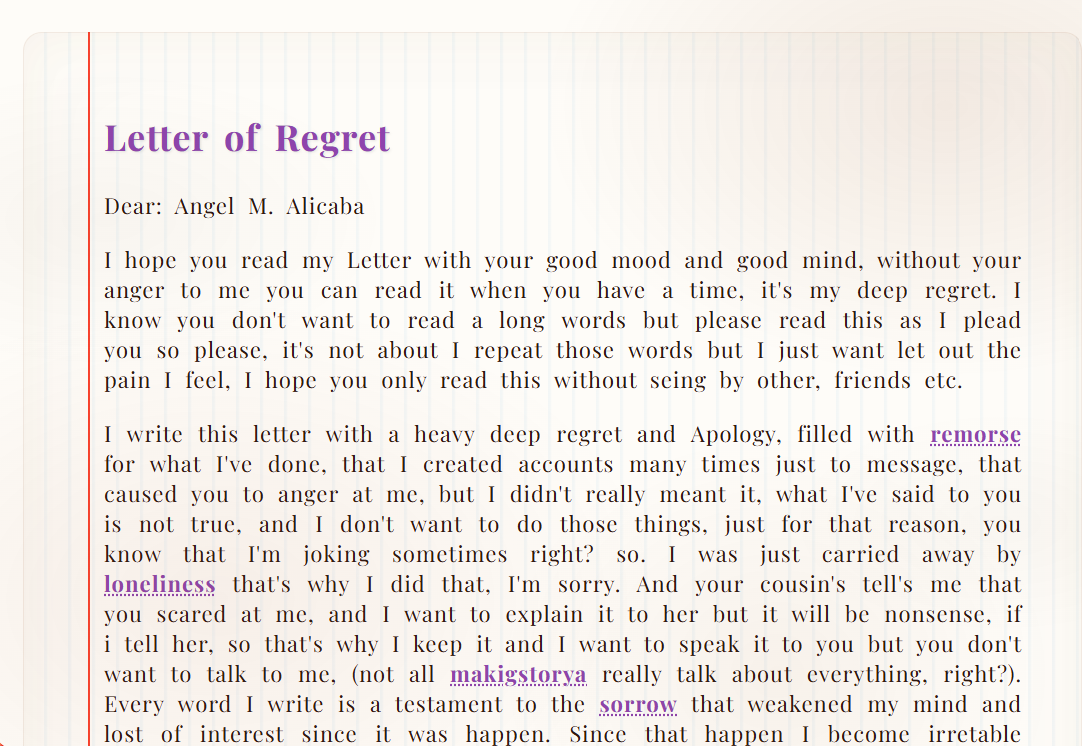 Letter of Regret
Dear: Angel M. Alicaba
I hope you read my Letter with your good mood and good mind, without your
anger to me you can read it when you have a time, it's my deep regret. I
know you don't want to read a long words but please read this as I plead
you so please, it's not about I repeat those words but I just want let out the
pain I feel, I hope you only read this without seing by other, friends etc.
I write this letter with a heavy deep regret and Apology, filled with remorse
for what I've done, that I created accounts many times just to message, that
caused you to anger at me, but I didn't really meant it, what I've said to you
is not true, and I don't want to do those things, just for that reason, you
know that I'm joking sometimes right? so. I was just carried away by
loneliness that's why I did that, I'm sorry. And your cousin's tell's me that
you scared at me, and I want to explain it to her but it will be nonsense, if
i tell her, so that's why I keep it and I want to speak it to you but you don't
want to talk to me, (not all makigstorya really talk about everything, right?).
Every word I write is a testament to the sorrow that weakened my mind and
lost of interest since it was happen. Since that happen I become irretable